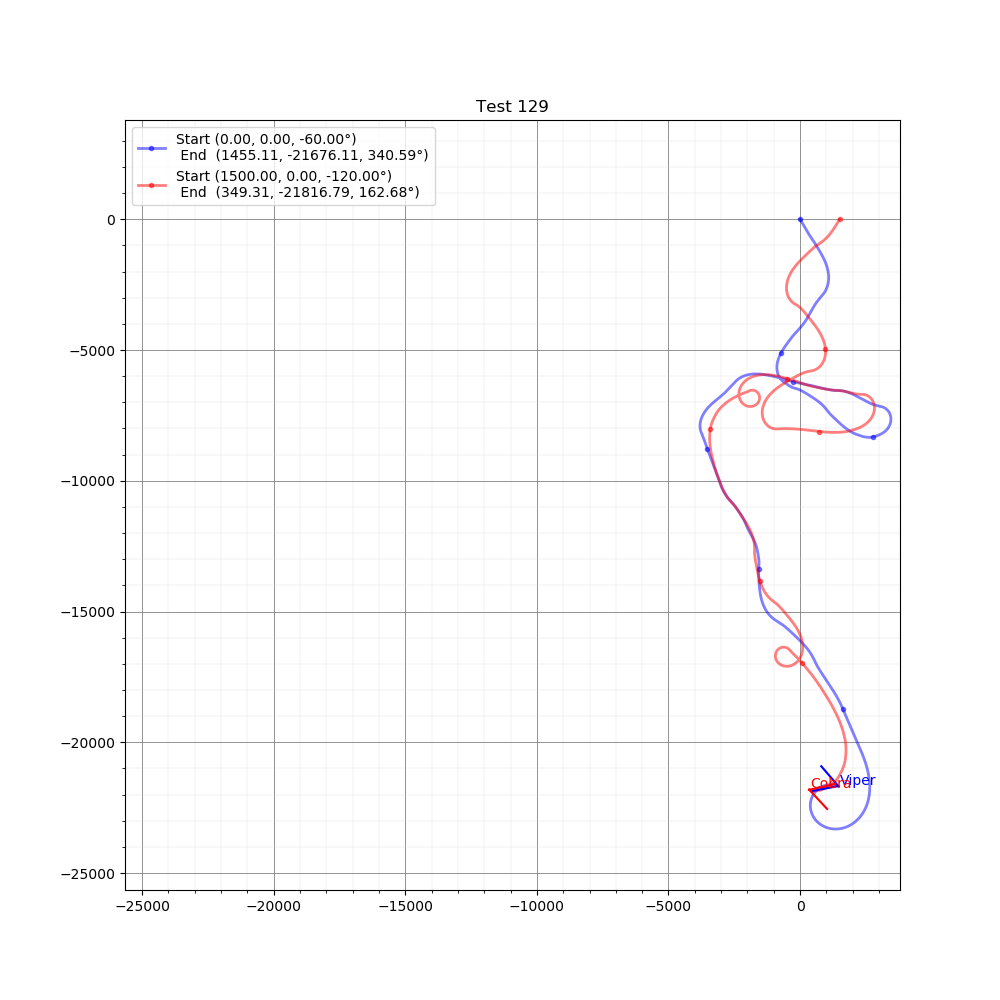 Test 129
Start (0.00, 0.00, -60.00°)
End (1455.11, -21676.11, 340.59°)
Start (1500.00, 0.00, -120.00°)
End (349.31, -21816.79, 162.68°)
0
−5000
−10000
−15000
−20000
−25000
Cobra
Viper
−25000 −20000 −15000 −10000 −5000 0